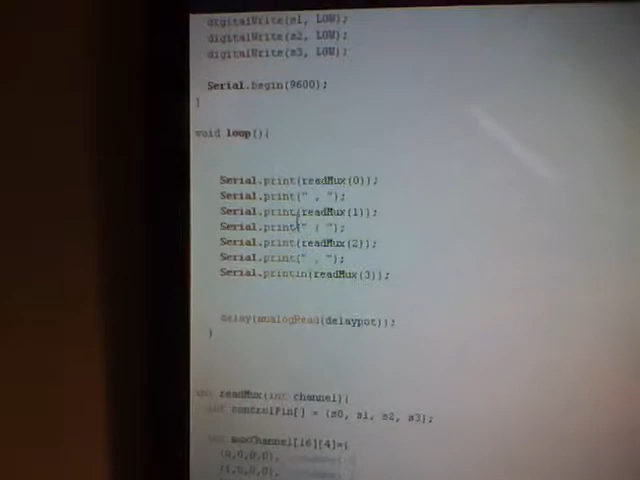 digitalWrite(s1, LOW);
digitalWrite(s2, LOW);
digitalWrite(s3, LOW);
Serial.begin(9600);
}
void loop(){
Serial.print(readMux(0));
Serial.print(" , ");
Serial.print(readMux(1));
Serial.print(" , ");
Serial.print(readMux(2));
Serial.print(" , ");
Serial.println(readMux(3));
delay(analogRead(delaypot));
}
int readMux(int channel){
int controlPin[] = {s0, s1, s2, s3};
int muxChannel[16][4]={
{0,0,0,0},
{1,0,0,0},